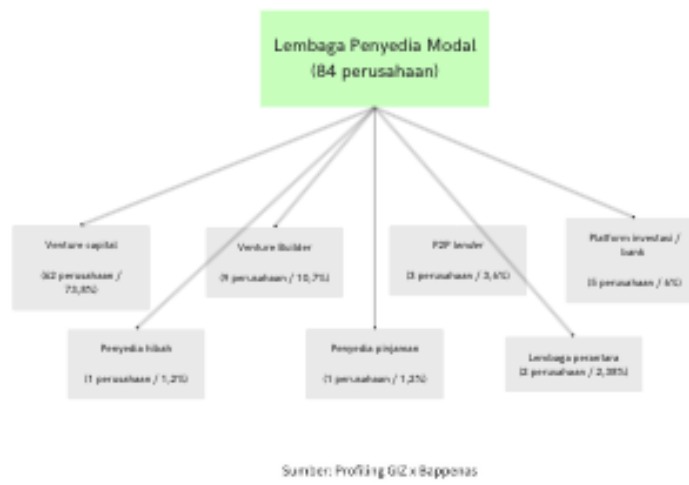 Lembaga Penyedia Modal
(84 perusahaan)
Venture capital
(62 perusahaan /
73,8%)
Venture Builder
(9 perusahaan / 10,7%)
P2P lender
(3 perusahaan / 3,6%)
Platform investasi /
bank
(5 perusahaan / 6%)
Penyedia hibah
(1 perusahaan / 1,2%)
Penyedia pinjaman
(1 perusahaan / 1,2%)
Lembaga perantara
(2 perusahaan / 2,38%)
Sumber: Profiling GIZ x Bappenas